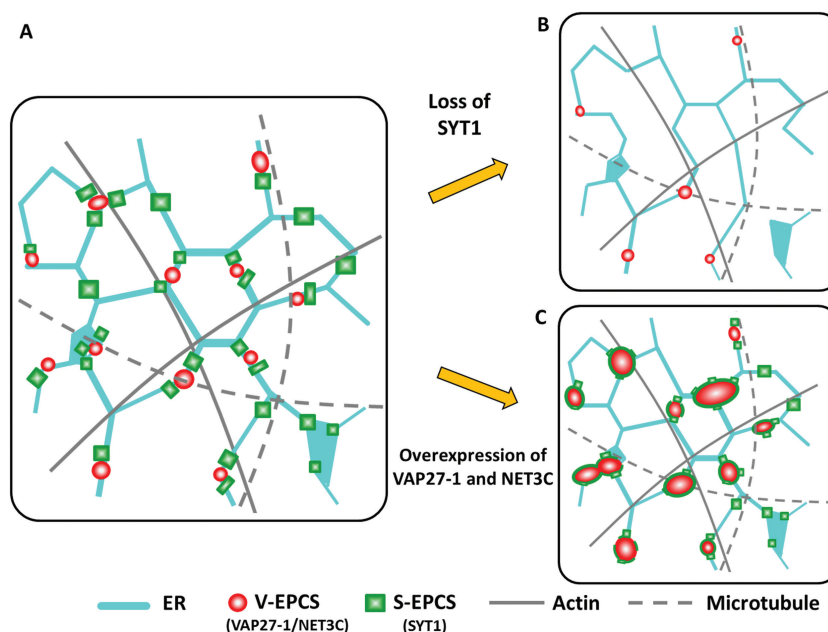 A
B
Loss of
SYT1
C
Overexpression of
VAP27-1 and NET3C
ER
V-EPCS
(VAP27-1/NET3C)
S-EPCS
(SYT1)
Actin
Microtubule